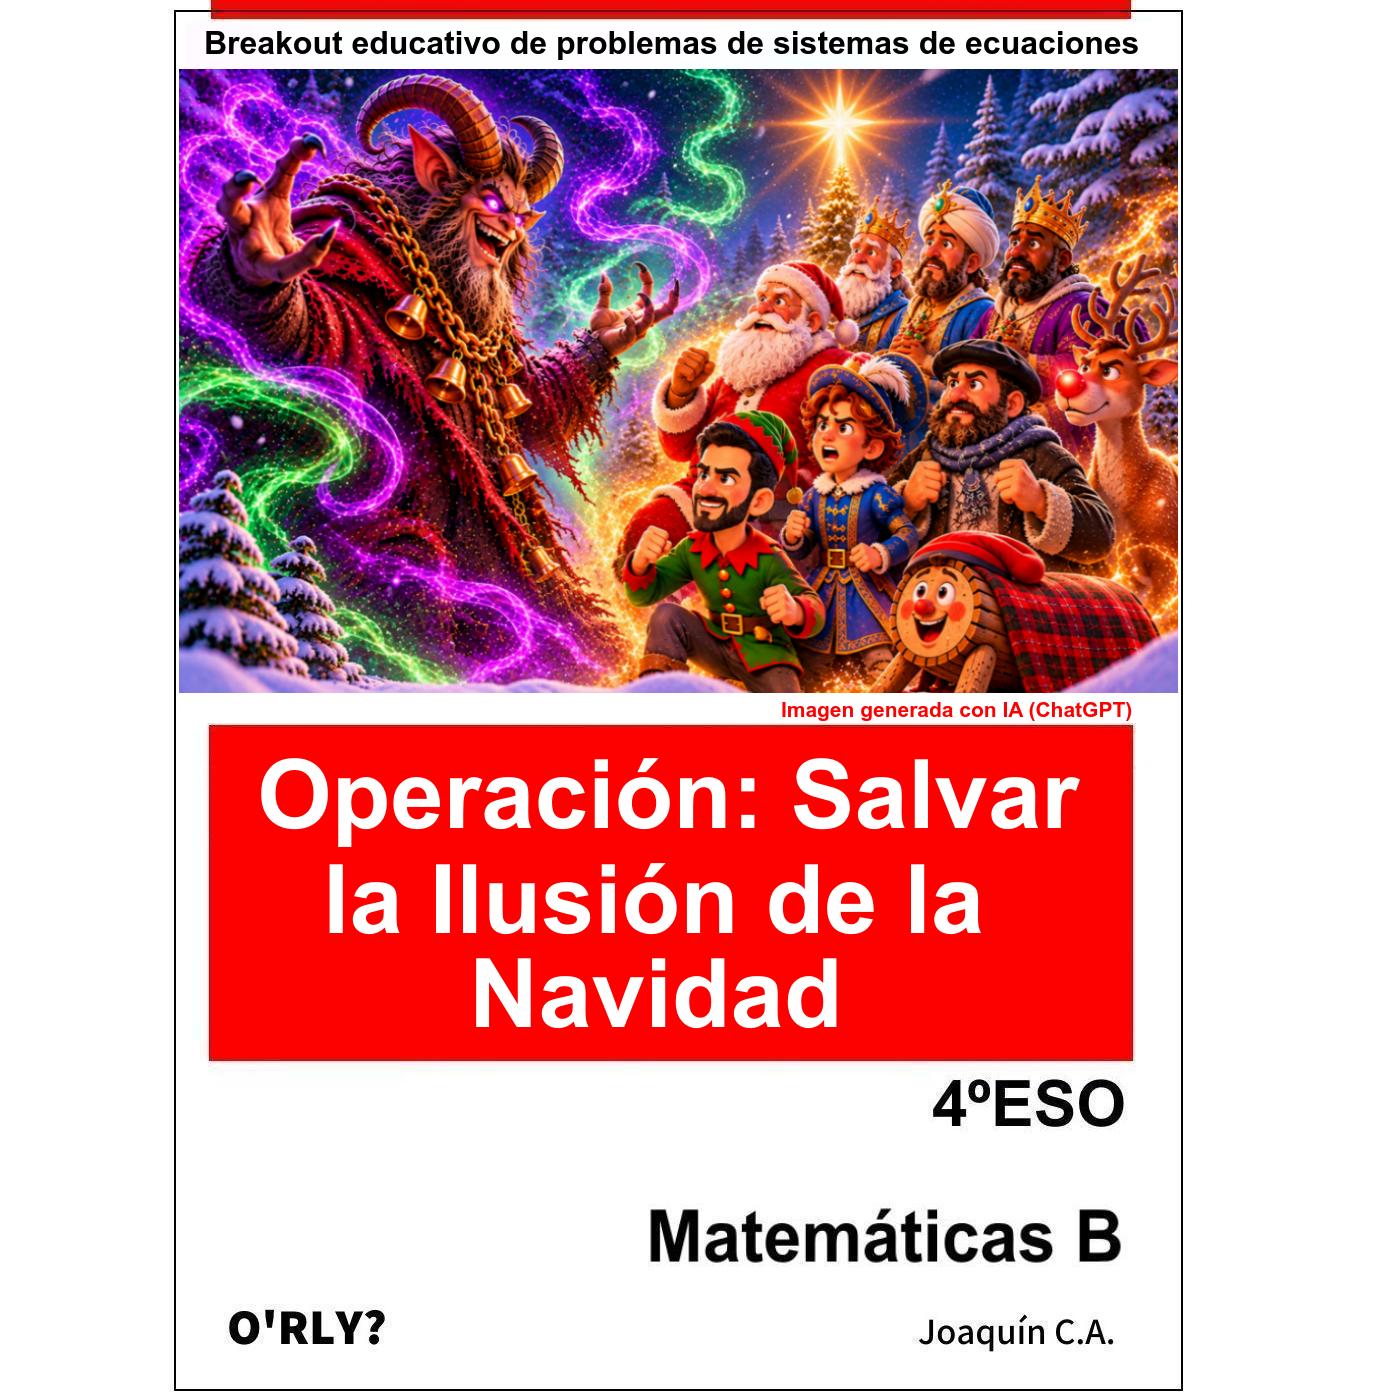 Breakout educativo de problemas de sistemas de ecuaciones
Imagen generada con IA (ChatGPT)
Operación: Salvar
la Ilusión de la
Navidad
4ºESO
Matemáticas B
O'RLY?
Joaquín C.A.